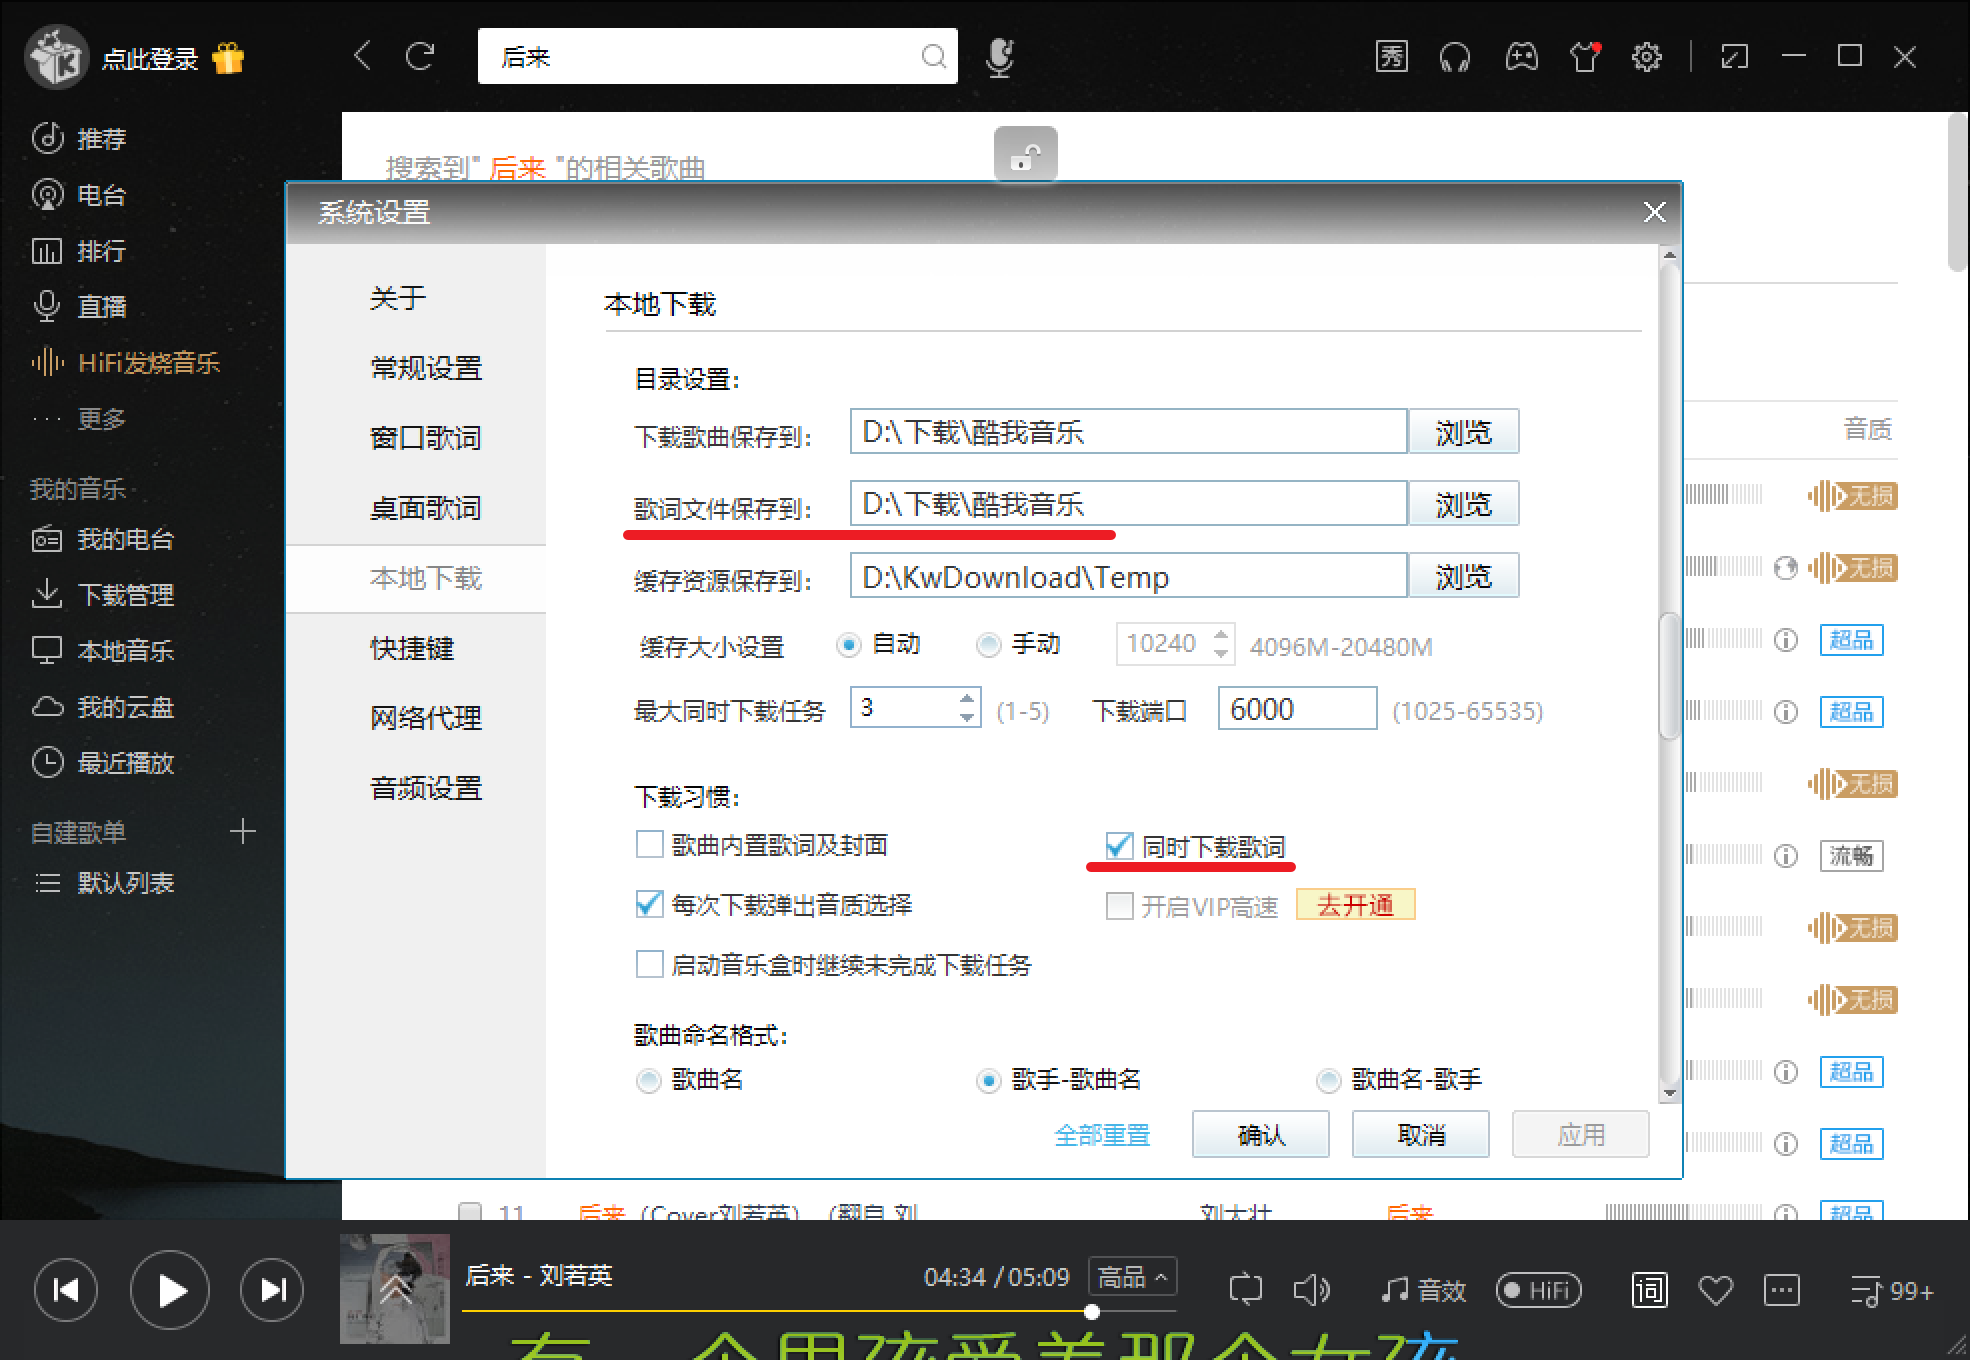 点此登录
后来
秀
推荐
电台
排行
直播
HiFi发烧音乐
更多
我的音乐
我的电台
下载管理
本地音乐
我的云盘
最近播放
自建歌单
默认列表
搜索到" 后来 "的相关歌曲
系统设置
关于
常规设置
窗口歌词
桌面歌词
本地下载
快捷键
网络代理
音频设置
本地下载
目录设置:
下载歌曲保存到: D:\下载\酷我音乐 浏览
歌词文件保存到: D:\下载\酷我音乐 浏览
缓存资源保存到: D:\KwDownload\Temp 浏览
缓存大小设置 自动 手动 10240 4096M-20480M
最大同时下载任务 3 (1-5) 下载端口 6000 (1025-65535)
下载习惯:
歌曲内置歌词及封面 同时下载歌词
每次下载弹出音质选择 开启VIP高速 去开通
启动音乐盒时继续未完成下载任务
歌曲命名格式:
歌曲名 歌手-歌曲名 歌曲名-歌手
全部重置 确认 取消 应用
音质
无损
无损
超品
超品
无损
流畅
无损
无损
超品
超品
11 后来 (Cover刘若英) (翻自 刘 刘大壮 后来 超品
后来 - 刘若英 04:34 / 05:09 高品 音效 HiFi 词 99+
有一个男孩爱着那个女孩